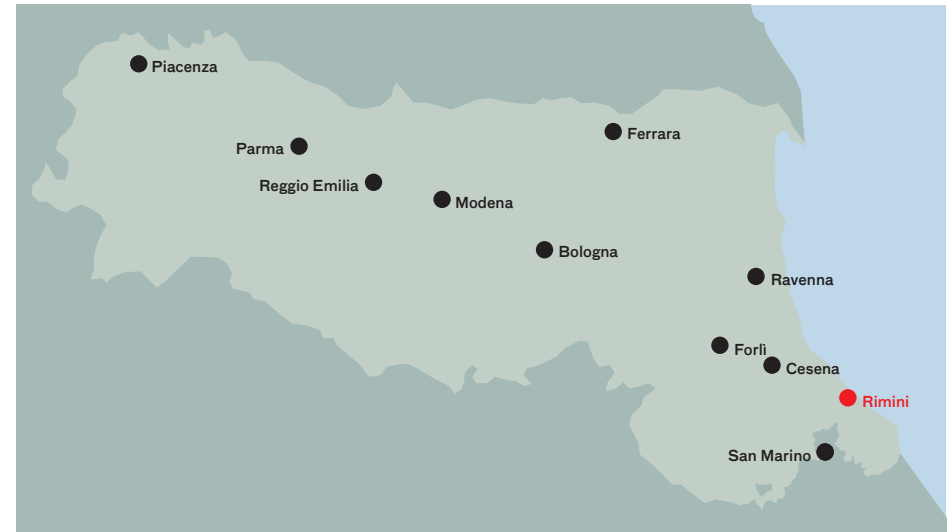 Piacenza
Ferrara
Parma
Reggio Emilia
Modena
Bologna
Ravenna
Forlì
Cesena
Rimini
San Marino